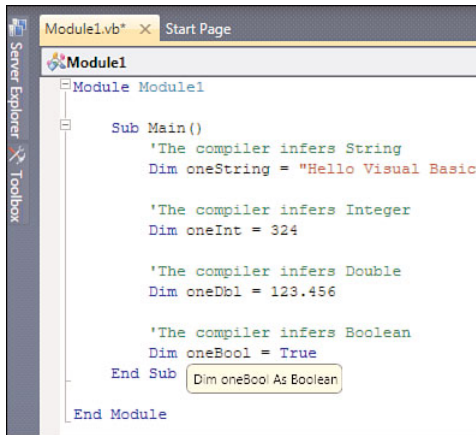 Module1.vb* × Start Page
Server Explorer
Toolbox
Module1
Module Module1
Sub Main()
'The compiler infers String
Dim oneString = "Hello Visual Basic
'The compiler infers Integer
Dim oneInt = 324
'The compiler infers Double
Dim oneDbl = 123.456
'The compiler infers Boolean
Dim oneBool = True
End Sub
Dim oneBool As Boolean
End Module